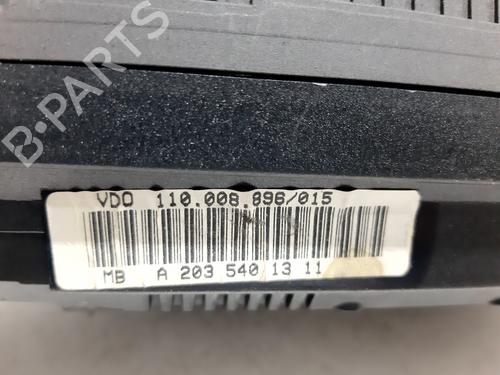 B-PARTS
VDO 110.008.896/015
MB A 203 540 13 11